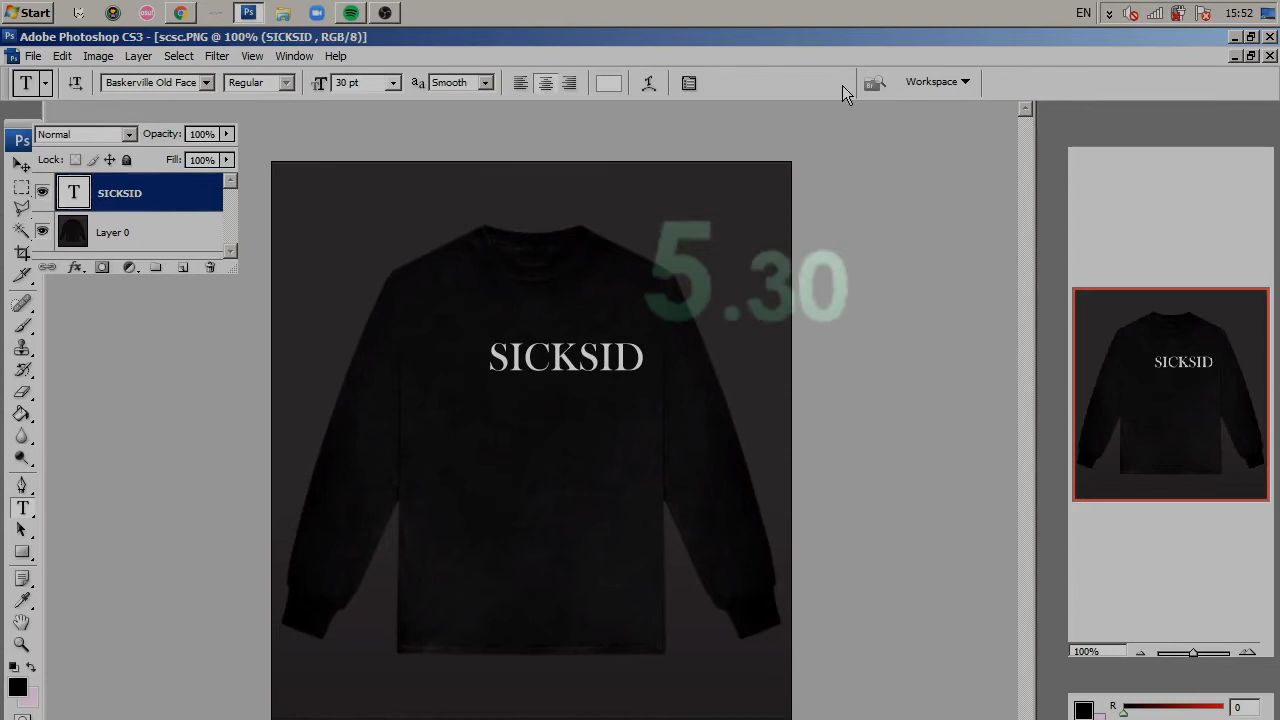 Start
EN
15:52
Adobe Photoshop CS3 - [scsc.PNG @ 100% (SICKSID , RGB/8)]
File Edit Image Layer Select Filter View Window Help
T Baskerville Old Face Regular 30 pt aa Smooth Workspace
Ps Normal Opacity: 100%
Lock: Fill: 100%
T SICKSID
Layer 0
5.30
SICKSID
SICKSID
T
100%
R 0